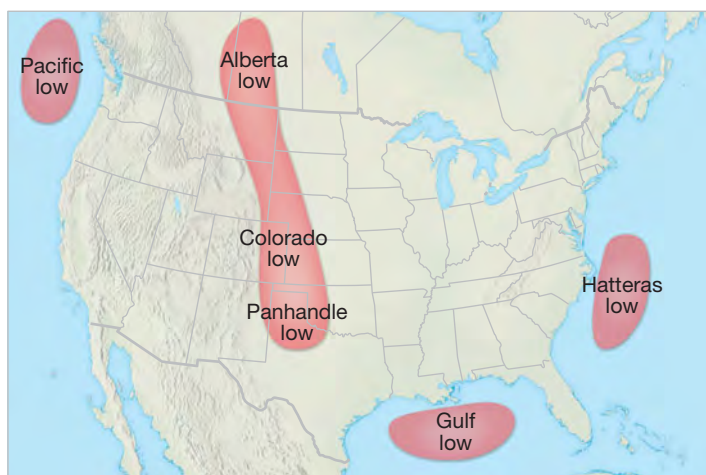 Pacific
low
Alberta
low
Colorado
low
Panhandle
low
Hatteras
low
Gulf
low